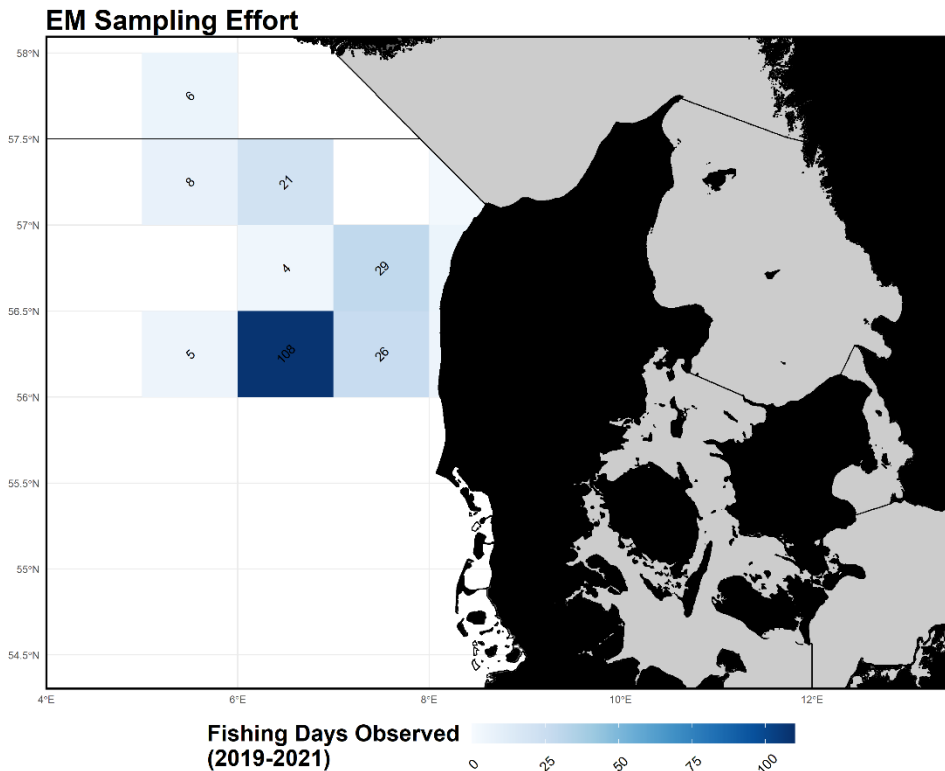 EM Sampling Effort
58°N
6
57.5°N
8
21
57°N
4
29
56.5°N
5
108
26
56°N
55.5°N
55°N
54.5°N
4°E
6°E
8°E
10°E
12°E
Fishing Days Observed
(2019-2021)
0
25
50
75
100